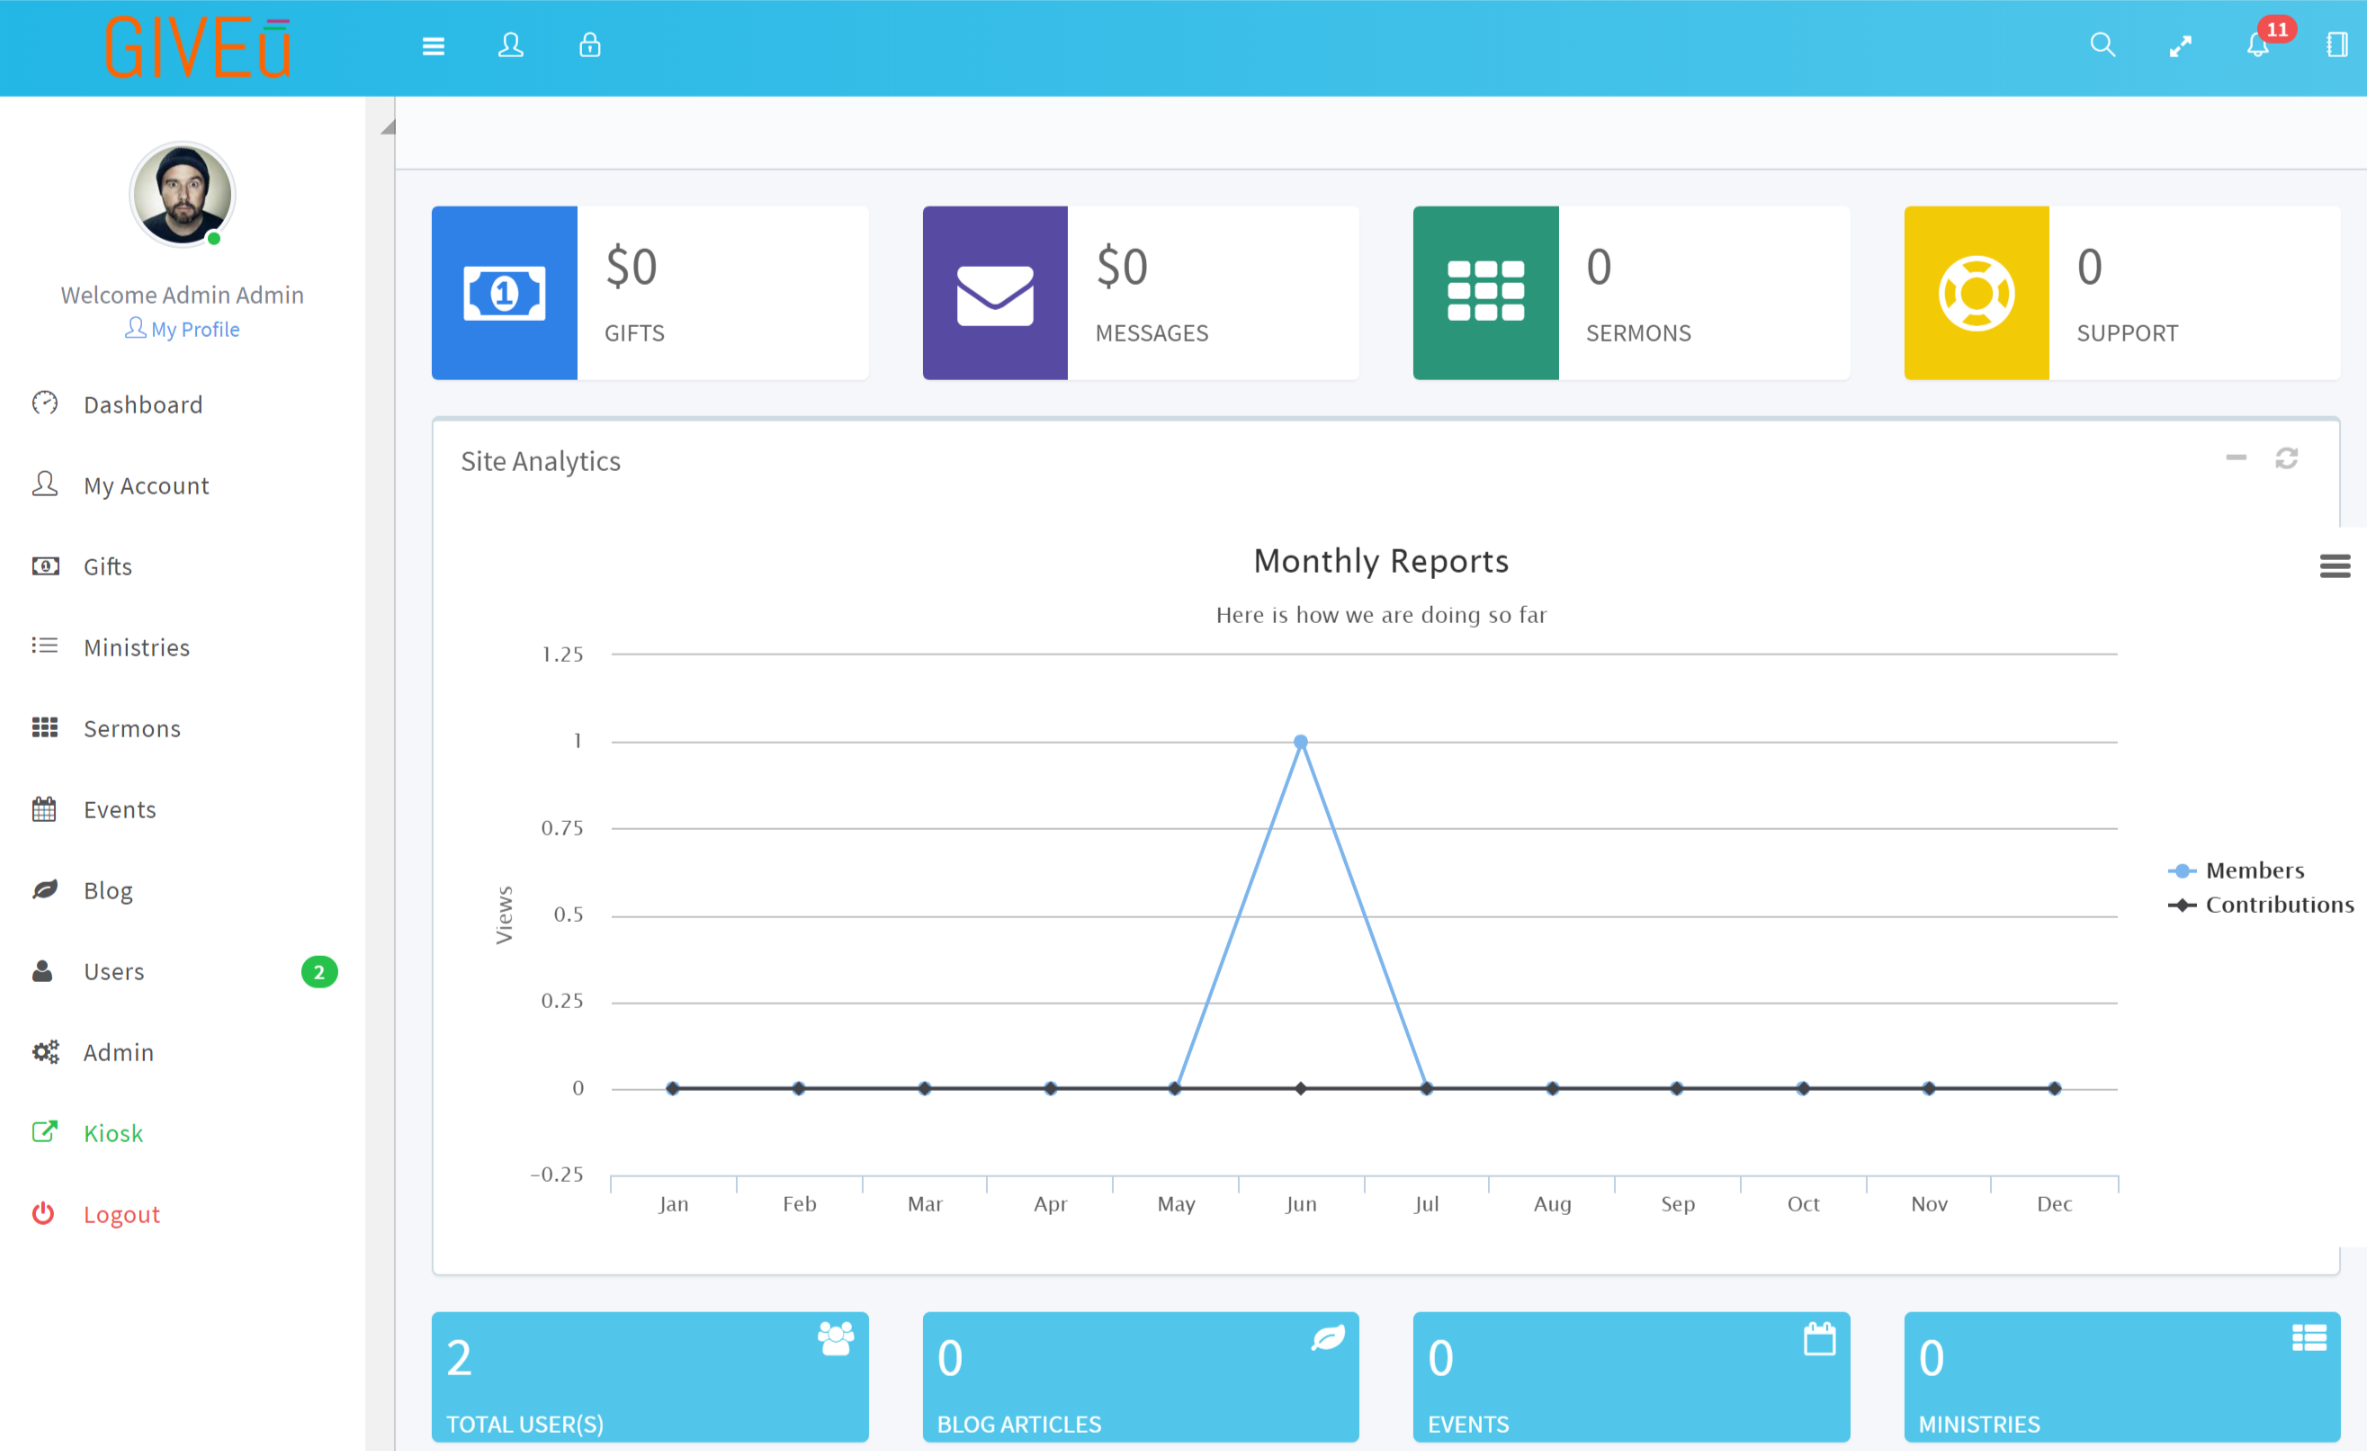 GIVEū
11
Welcome Admin Admin
My Profile
Dashboard
My Account
Gifts
Ministries
Sermons
Events
Blog
Users
2
Admin
Kiosk
Logout
$0
GIFTS
$0
MESSAGES
0
SERMONS
0
SUPPORT
Site Analytics
Monthly Reports
Here is how we are doing so far
1.25
1
0.75
0.5
0.25
0
-0.25
Views
Jan Feb Mar Apr May Jun Jul Aug Sep Oct Nov Dec
Members
Contributions
2
TOTAL USER(S)
0
BLOG ARTICLES
0
EVENTS
0
MINISTRIES